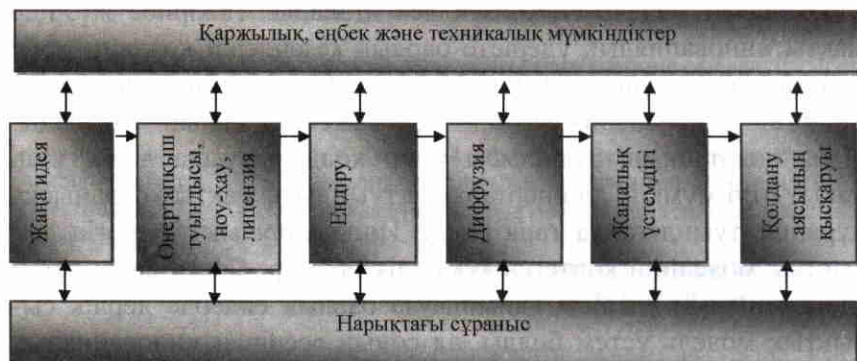 Қаржылық, еңбек және техникалық мүмкіндіктер
Жаңа идея
Өнертапқыш
туындысы,
ноу-хау,
лицензия
Ендіру
Диффузия
Жаңалық
үстемдігі
Қолдану
аясының
қысқаруы
Нарықтағы сұраныс